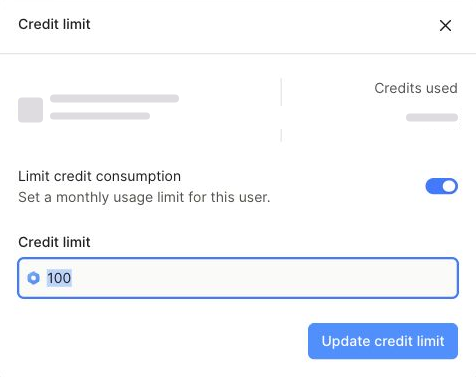 Credit limit
Credits used
Limit credit consumption
Set a monthly usage limit for this user.
Credit limit
100
Update credit limit